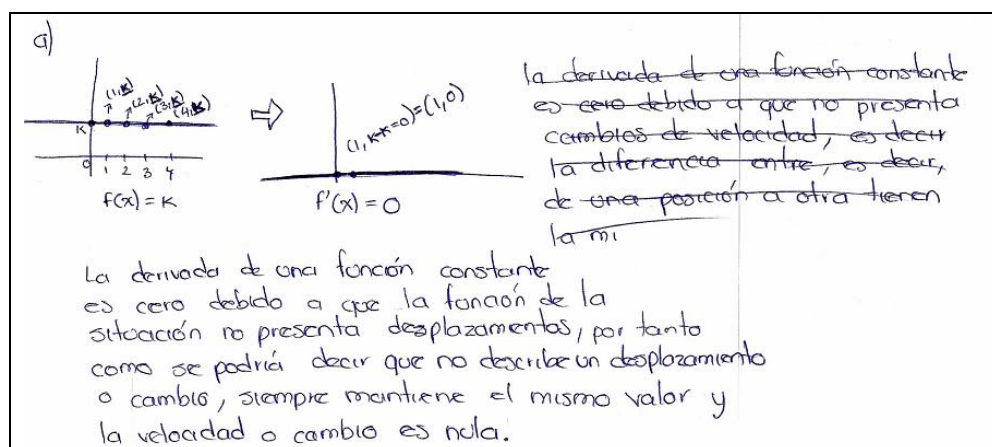 a)
(1,K)
(2,K)
(3,K)
(4,K)
K
0 1 2 3 4
f(x) = K
⇨
(1, K-K=0)=(1,0)
f'(x) = 0
la derivada de una función constante
es cero debido a que no presenta
cambios de velocidad, es decir
la diferencia entre, es decir,
de una posición a otra tienen
la mi
La derivada de una función constante
es cero debido a que la función de la
situación no presenta desplazamentos, por tanto
como se podría decir que no describe un desplazamiento
o cambio, siempre mantiene el mismo valor y
la velocidad o cambio es nula.